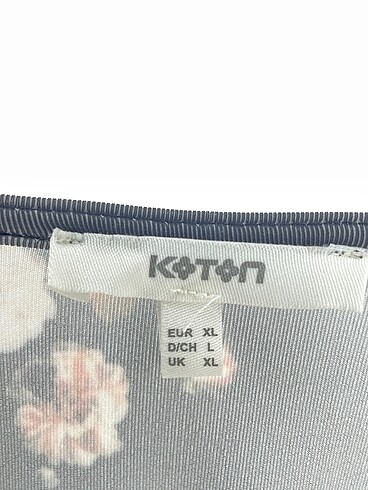 KOTON
EUR XL
D/CH L
UK XL